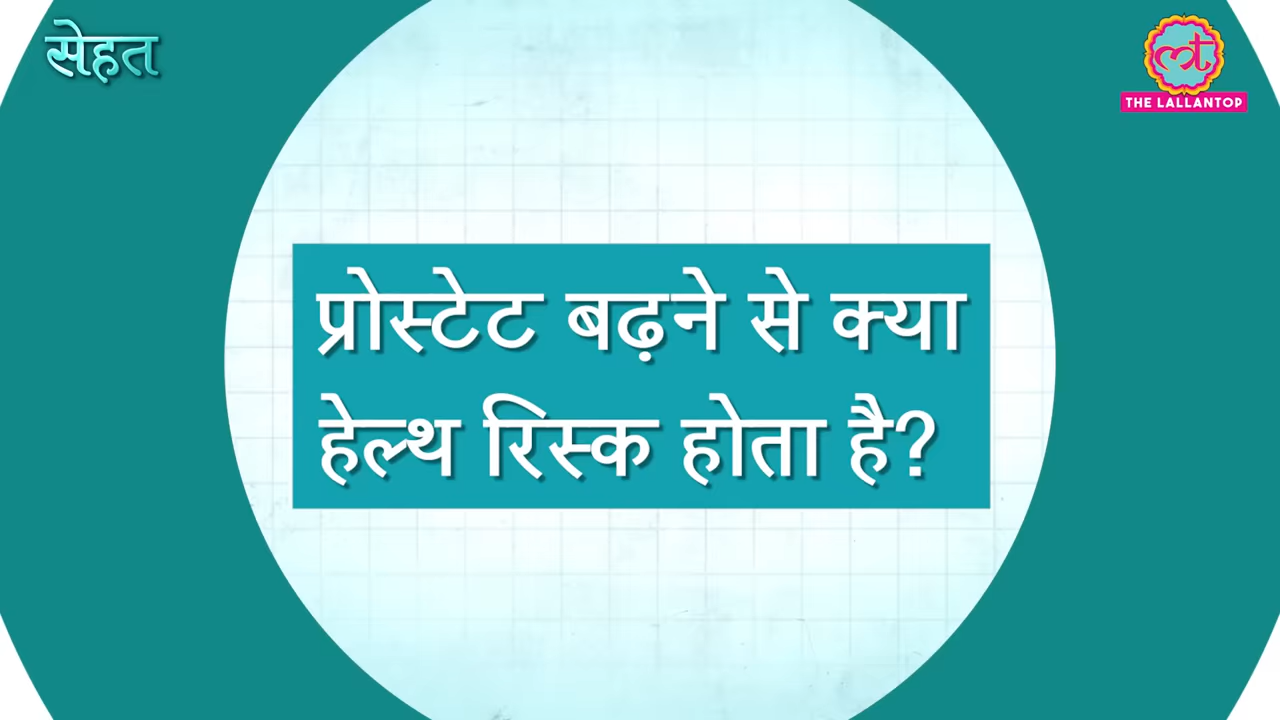 सेहत
THE LALLANTOP
प्रोस्टेट बढ़ने से क्या
हेल्थ रिस्क होता है?